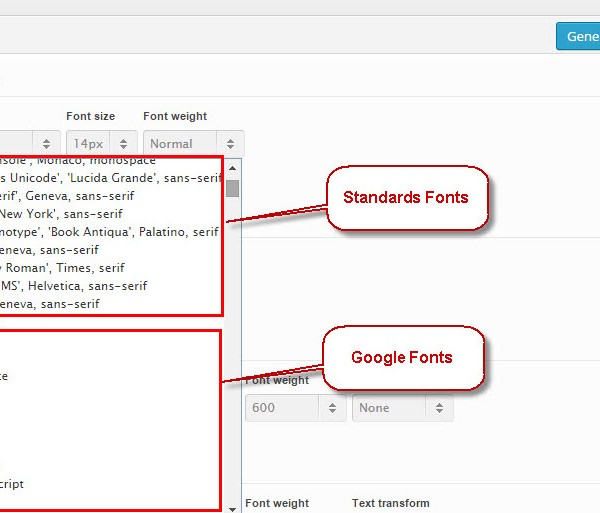 Gene
Font size Font weight
14px Normal
nsole', Monaco, monospace
s Unicode', 'Lucida Grande', sans-serif
erif', Geneva, sans-serif
New York', sans-serif
notype', 'Book Antiqua', Palatino, serif
eneva, sans-serif
w Roman', Times, serif
MS', Helvetica, sans-serif
eneva, sans-serif
Standards Fonts
Google Fonts
Font weight
600 None
cript
Font weight Text transform